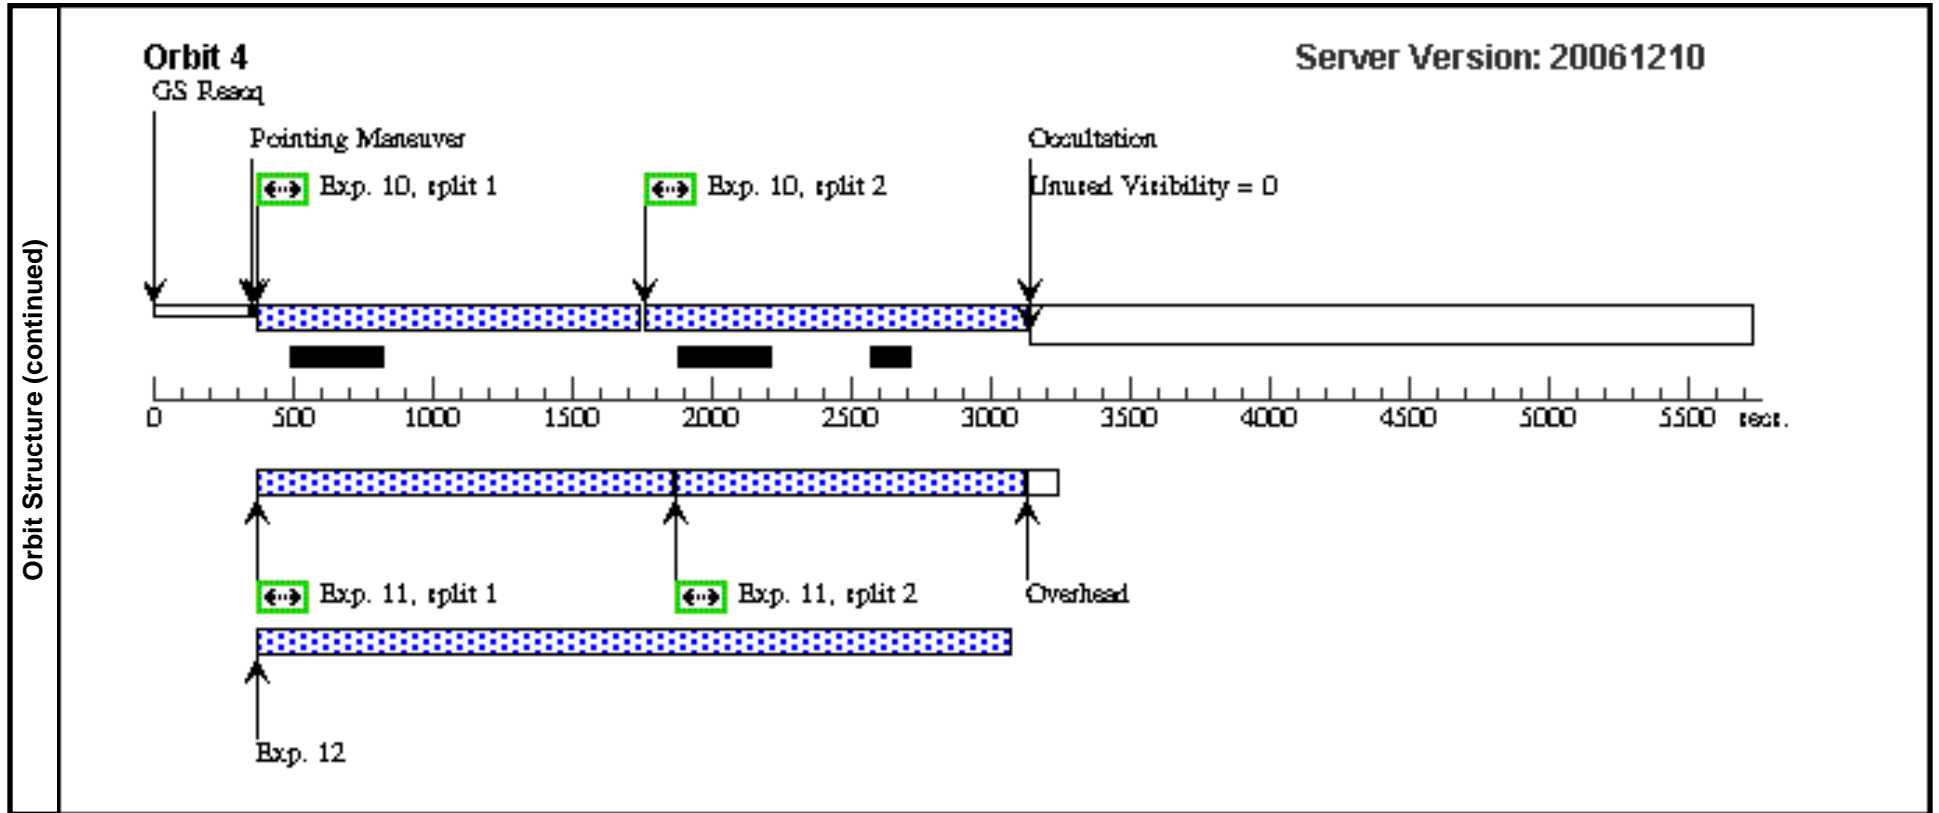 Orbit 4
Server Version: 20061210
GS Reacq
Pointing Maneuver
Occultation
Exp. 10, split 1
Exp. 10, split 2
Unused Visibility = 0
Orbit Structure (continued)
0 500 1000 1500 2000 2500 3000 3500 4000 4500 5000 5500 secs.
Exp. 11, split 1
Exp. 11, split 2
Overhead
Exp. 12